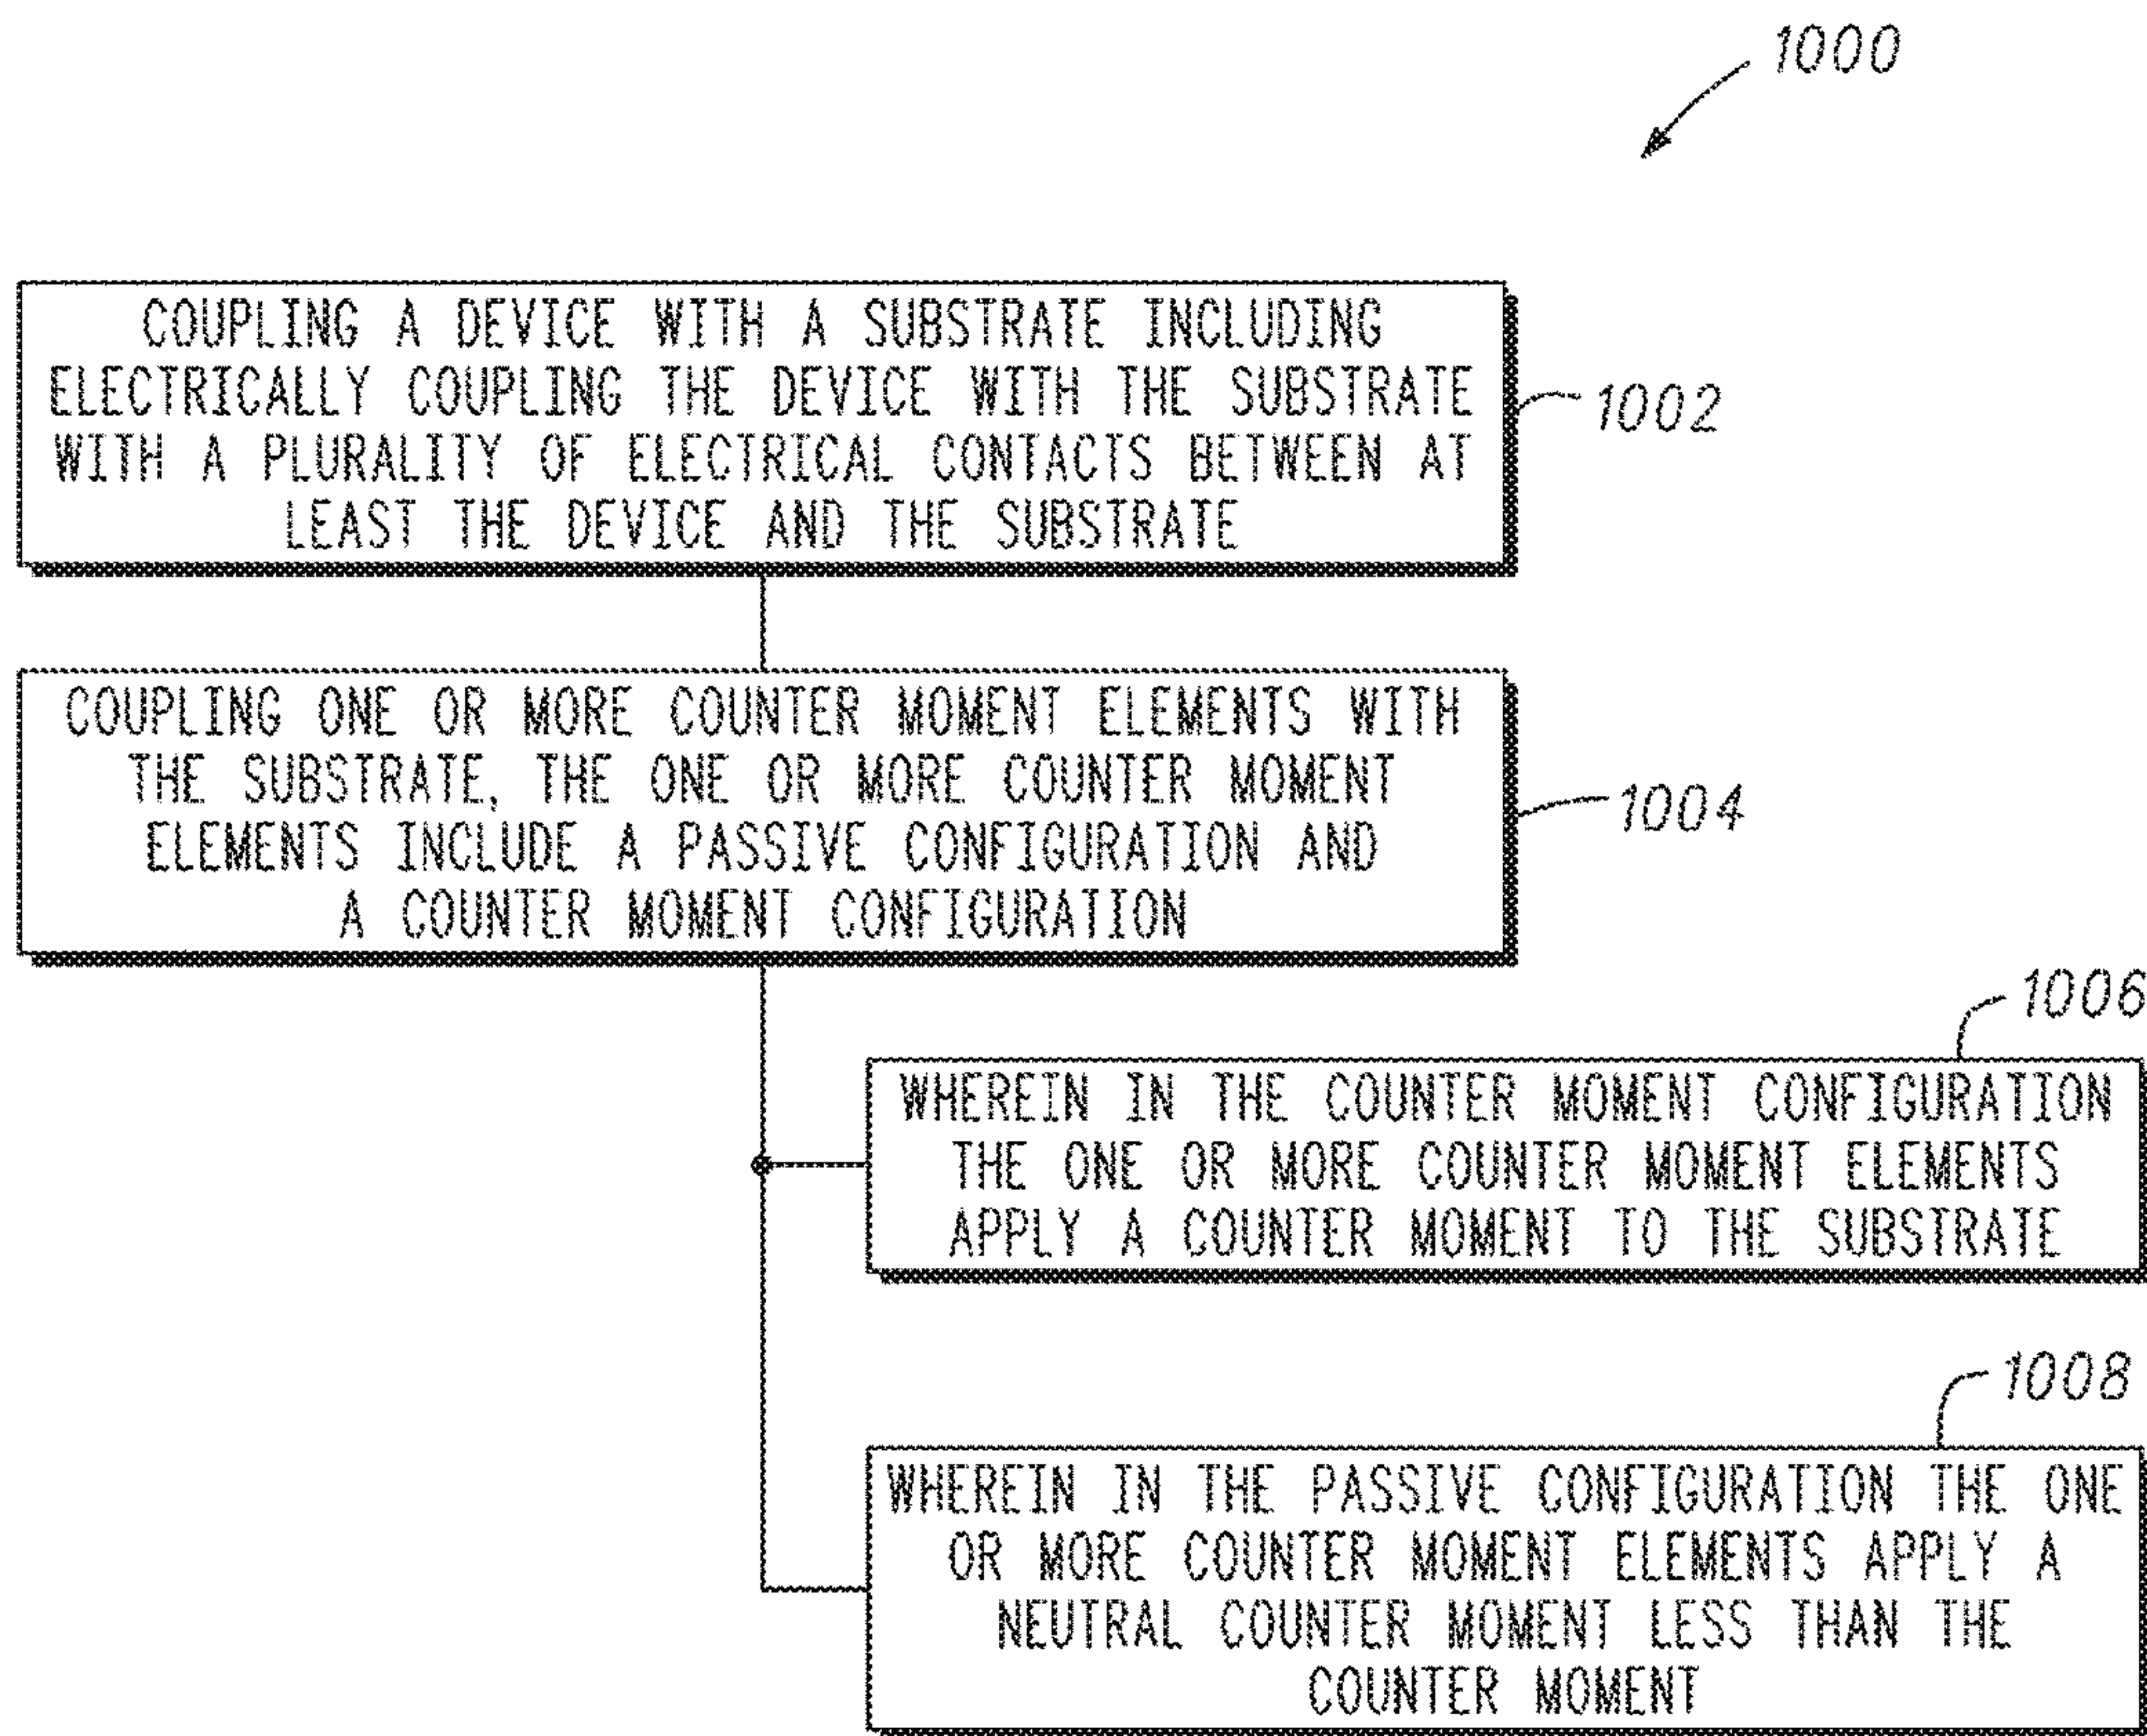 1000
COUPLING A DEVICE WITH A SUBSTRATE INCLUDING
ELECTRICALLY COUPLING THE DEVICE WITH THE SUBSTRATE
WITH A PLURALITY OF ELECTRICAL CONTACTS BETWEEN AT
LEAST THE DEVICE AND THE SUBSTRATE
1002
COUPLING ONE OR MORE COUNTER MOMENT ELEMENTS WITH
THE SUBSTRATE, THE ONE OR MORE COUNTER MOMENT
ELEMENTS INCLUDE A PASSIVE CONFIGURATION AND
A COUNTER MOMENT CONFIGURATION
1004
1006
WHEREIN IN THE COUNTER MOMENT CONFIGURATION
THE ONE OR MORE COUNTER MOMENT ELEMENTS
APPLY A COUNTER MOMENT TO THE SUBSTRATE
1008
WHEREIN IN THE PASSIVE CONFIGURATION THE ONE
OR MORE COUNTER MOMENT ELEMENTS APPLY A
NEUTRAL COUNTER MOMENT LESS THAN THE
COUNTER MOMENT